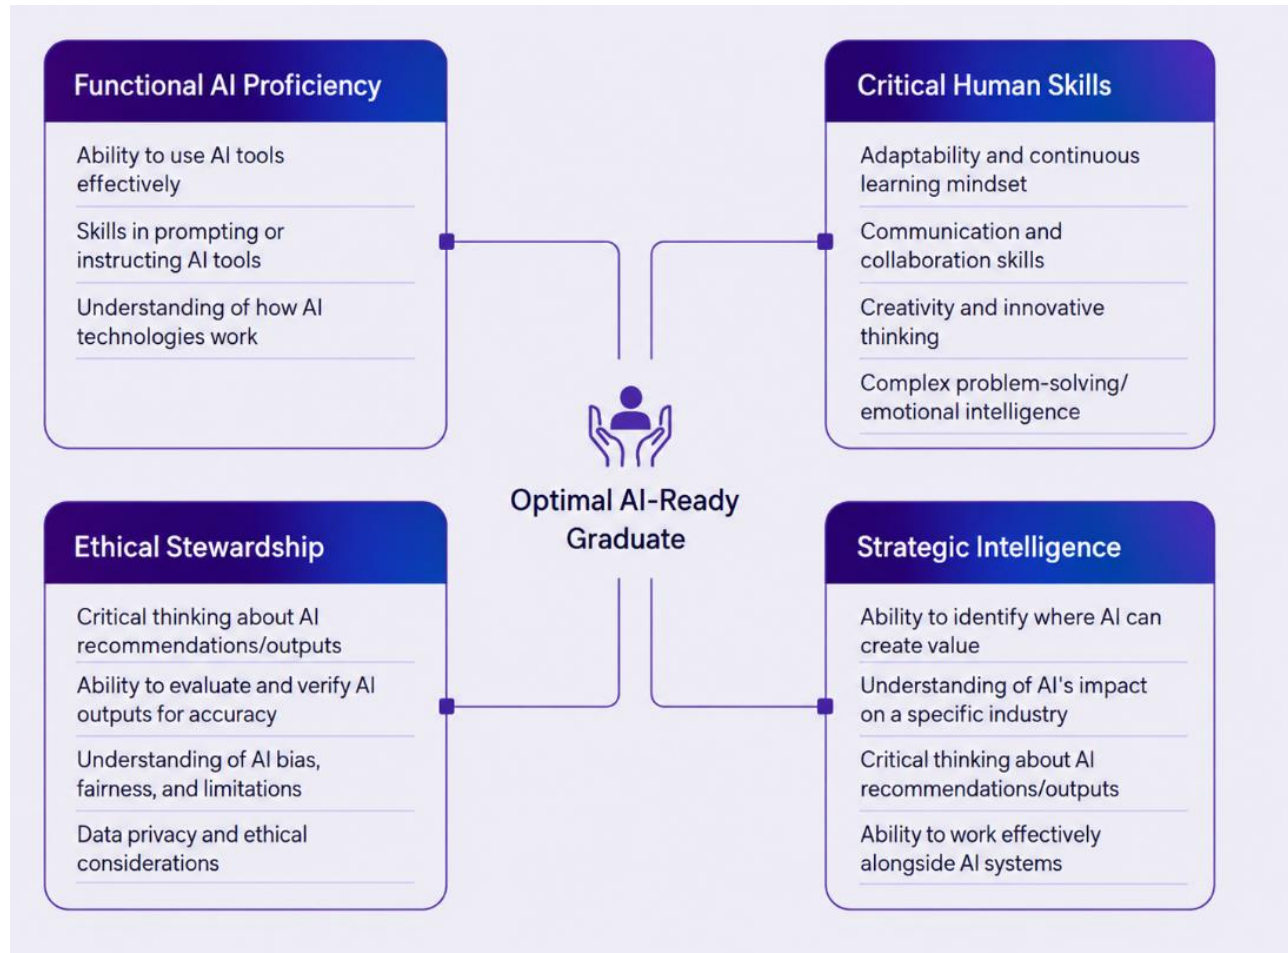 Functional AI Proficiency
Ability to use AI tools
effectively
Skills in prompting or
instructing AI tools
Understanding of how AI
technologies work
Critical Human Skills
Adaptability and continuous
learning mindset
Communication and
collaboration skills
Creativity and innovative
thinking
Complex problem-solving/
emotional intelligence
Optimal AI-Ready
Graduate
Ethical Stewardship
Critical thinking about AI
recommendations/outputs
Ability to evaluate and verify AI
outputs for accuracy
Understanding of AI bias,
fairness, and limitations
Data privacy and ethical
considerations
Strategic Intelligence
Ability to identify where AI can
create value
Understanding of AI's impact
on a specific industry
Critical thinking about AI
recommendations/outputs
Ability to work effectively
alongside AI systems